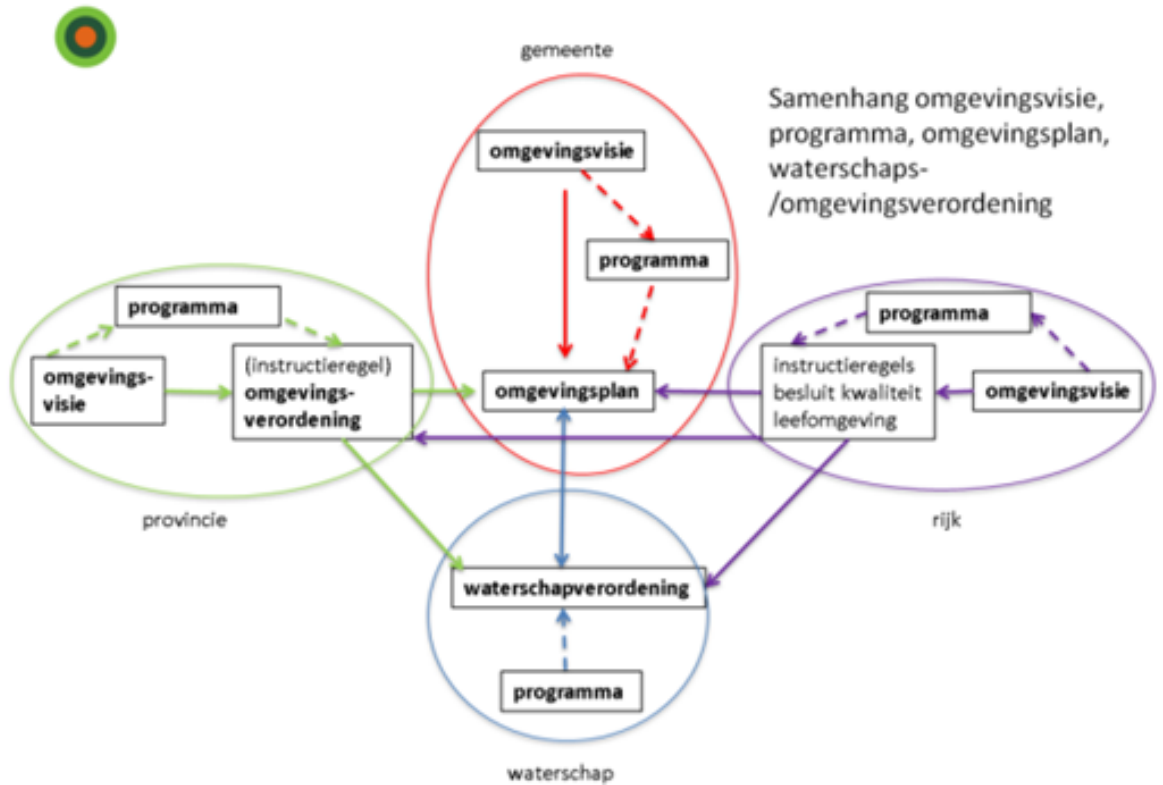 gemeente
Samenhang omgevingsvisie,
programma, omgevingsplan,
waterschaps-
/omgevingsverordening
omgevingsvisie
programma
omgevingsplan
programma
omgevings-
visie
(instructieregel)
omgevings-
verordening
provincie
programma
instructieregels
besluit kwaliteit
leefomgeving
omgevingsvisie
rijk
waterschapverordening
programma
waterschap